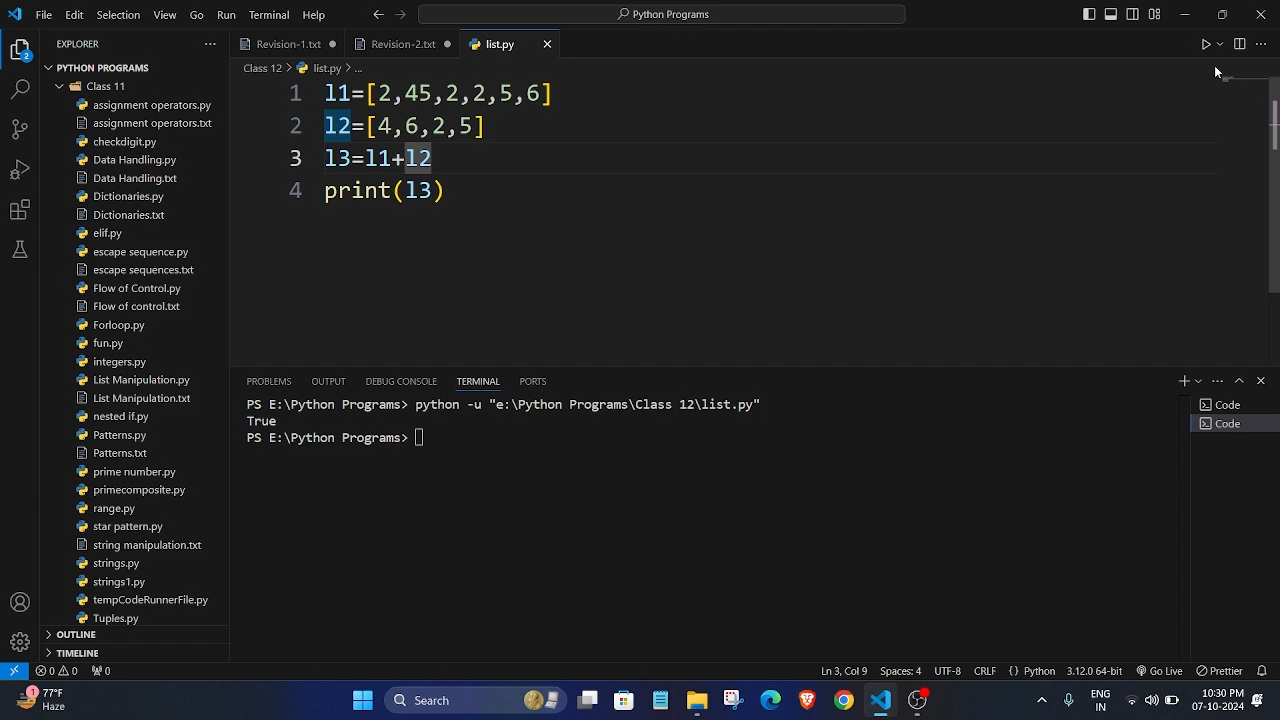 File Edit Selection View Go Run Terminal Help
Python Programs
EXPLORER
PYTHON PROGRAMS
Class 11
assignment operators.py
assignment operators.txt
checkdigit.py
Data Handling.py
Data Handling.txt
Dictionaries.py
Dictionaries.txt
elif.py
escape sequence.py
escape sequences.txt
Flow of Control.py
Flow of control.txt
Forloop.py
fun.py
integers.py
List Manipulation.py
List Manipulation.txt
nested if.py
Patterns.py
Patterns.txt
prime number.py
primecomposite.py
range.py
star pattern.py
string manipulation.txt
strings.py
strings1.py
tempCodeRunnerFile.py
Tuples.py
OUTLINE
TIMELINE
2
Revision-1.txt
Revision-2.txt
list.py
Class 12 > list.py > ...
1 l1=[2,45,2,2,5,6]
2 l2=[4,6,2,5]
3 l3=l1+l2
4 print(l3)
PROBLEMS OUTPUT DEBUG CONSOLE TERMINAL PORTS
PS E:\Python Programs> python -u "e:\Python Programs\Class 12\list.py"
True
PS E:\Python Programs>
Code
Code
0 0 0
Ln 3, Col 9 Spaces: 4 UTF-8 CRLF {} Python 3.12.0 64-bit Go Live Prettier
1
77°F
Haze
Search
ENG
IN
10:30 PM
07-10-2024